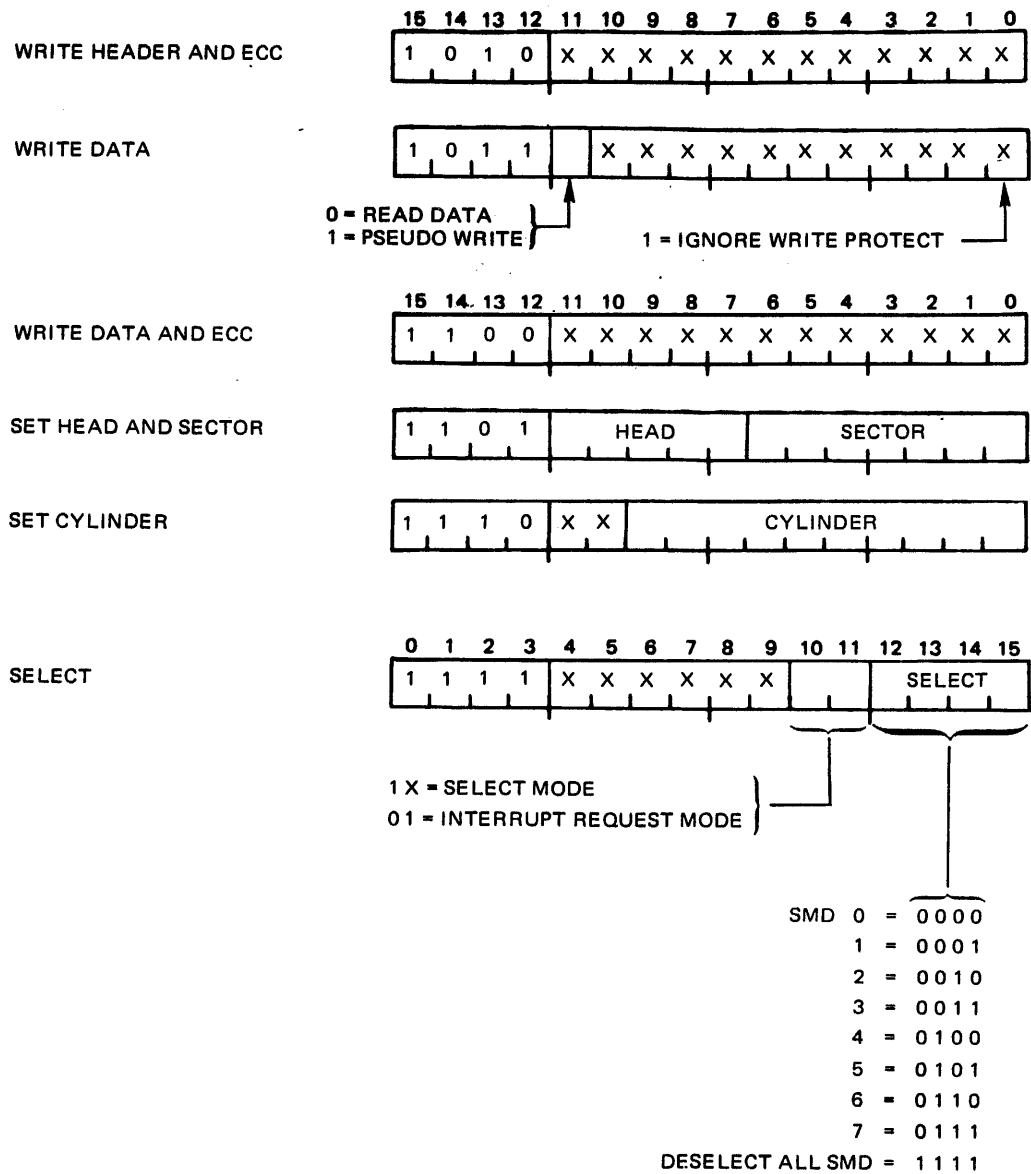 15 14 13 12 11 10 9 8 7 6 5 4 3 2 1 0
WRITE HEADER AND ECC 1 0 1 0 X X X X X X X X X X X X
WRITE DATA 1 0 1 1 X X X X X X X X X X X
0 = READ DATA
1 = PSEUDO WRITE 1 = IGNORE WRITE PROTECT
15 14 13 12 11 10 9 8 7 6 5 4 3 2 1 0
WRITE DATA AND ECC 1 1 0 0 X X X X X X X X X X X X
SET HEAD AND SECTOR 1 1 0 1 HEAD SECTOR
SET CYLINDER 1 1 1 0 X X CYLINDER
0 1 2 3 4 5 6 7 8 9 10 11 12 13 14 15
SELECT 1 1 1 1 X X X X X X SELECT
1 X = SELECT MODE
0 1 = INTERRUPT REQUEST MODE
SMD 0 = 0 0 0 0
1 = 0 0 0 1
2 = 0 0 1 0
3 = 0 0 1 1
4 = 0 1 0 0
5 = 0 1 0 1
6 = 0 1 1 0
7 = 0 1 1 1
DESELECT ALL SMD = 1 1 1 1